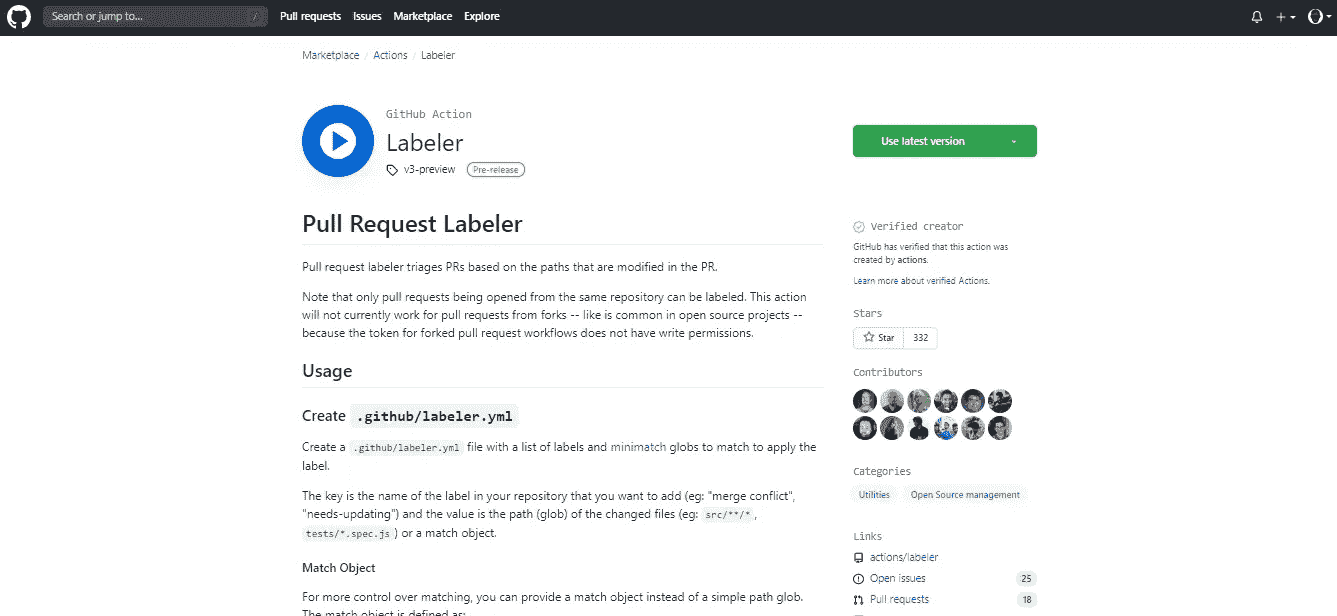 Search or jump to... /
Pull requests Issues Marketplace Explore
Marketplace / Actions / Labeler
GitHub Action
Labeler
v3-preview Pre-release
Use latest version
Pull Request Labeler
Pull request labeler triages PRs based on the paths that are modified in the PR.
Note that only pull requests being opened from the same repository can be labeled. This action
will not currently work for pull requests from forks -- like is common in open source projects --
because the token for forked pull request workflows does not have write permissions.
Usage
Create .github/labeler.yml
Create a .github/labeler.yml file with a list of labels and minimatch globs to match to apply the
label.
The key is the name of the label in your repository that you want to add (eg: "merge conflict",
"needs-updating") and the value is the path (glob) of the changed files (eg: src/**/*,
tests/*.spec.js) or a match object.
Match Object
For more control over matching, you can provide a match object instead of a simple path glob.
The match object is defined as:
Verified creator
GitHub has verified that this action was
created by actions.
Learn more about verified Actions.
Stars
Star 332
Contributors
Categories
Utilities Open Source management
Links
actions/labeler
Open issues 25
Pull requests 18